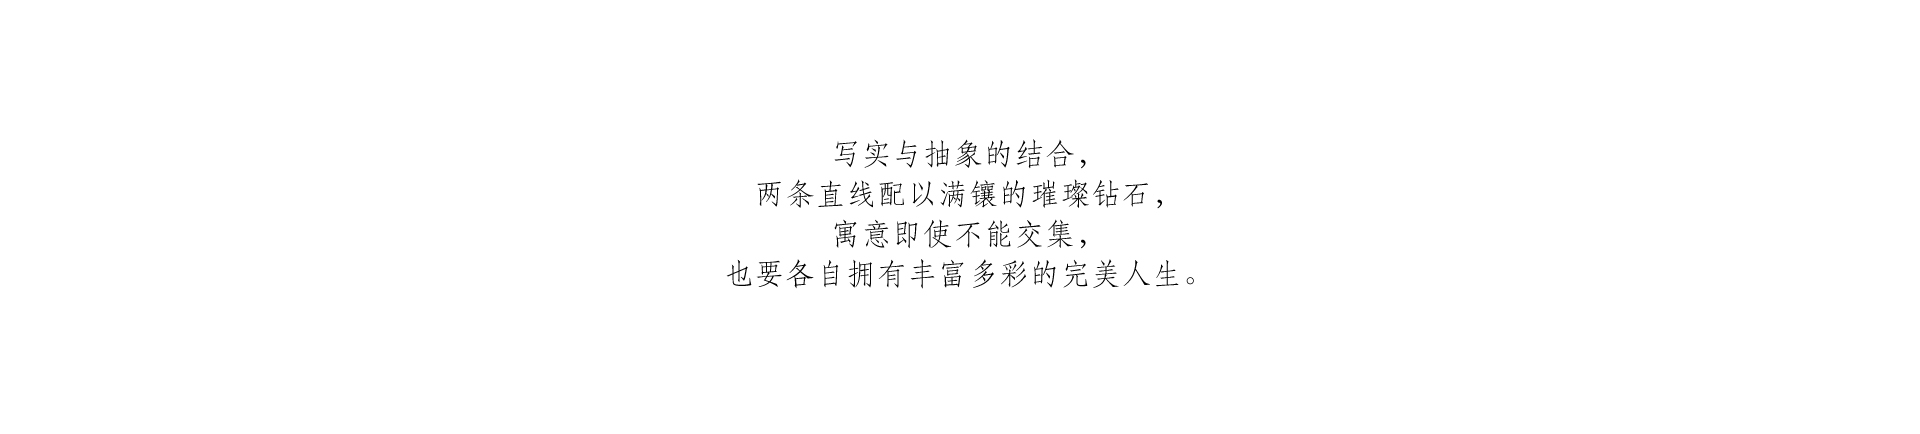 写实与抽象的结合，
两条直线配以满镶的璀璨钻石，
寓意即使不能交集，
也要各自拥有丰富多彩的完美人生。